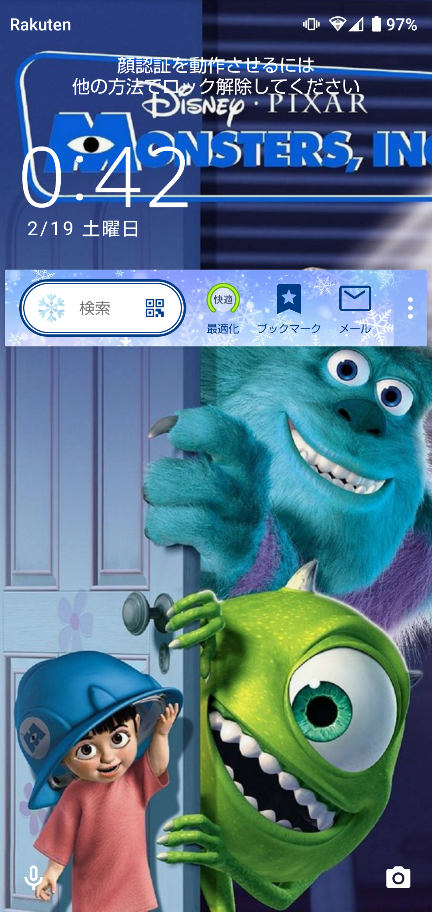 Rakuten 97%
顔認証を動作させるには
他の方法でロック解除してください
Disney · PIXAR
MONSTERS, INC
0:42
2/19 土曜日
検索
快適
最適化
ブックマーク
メール